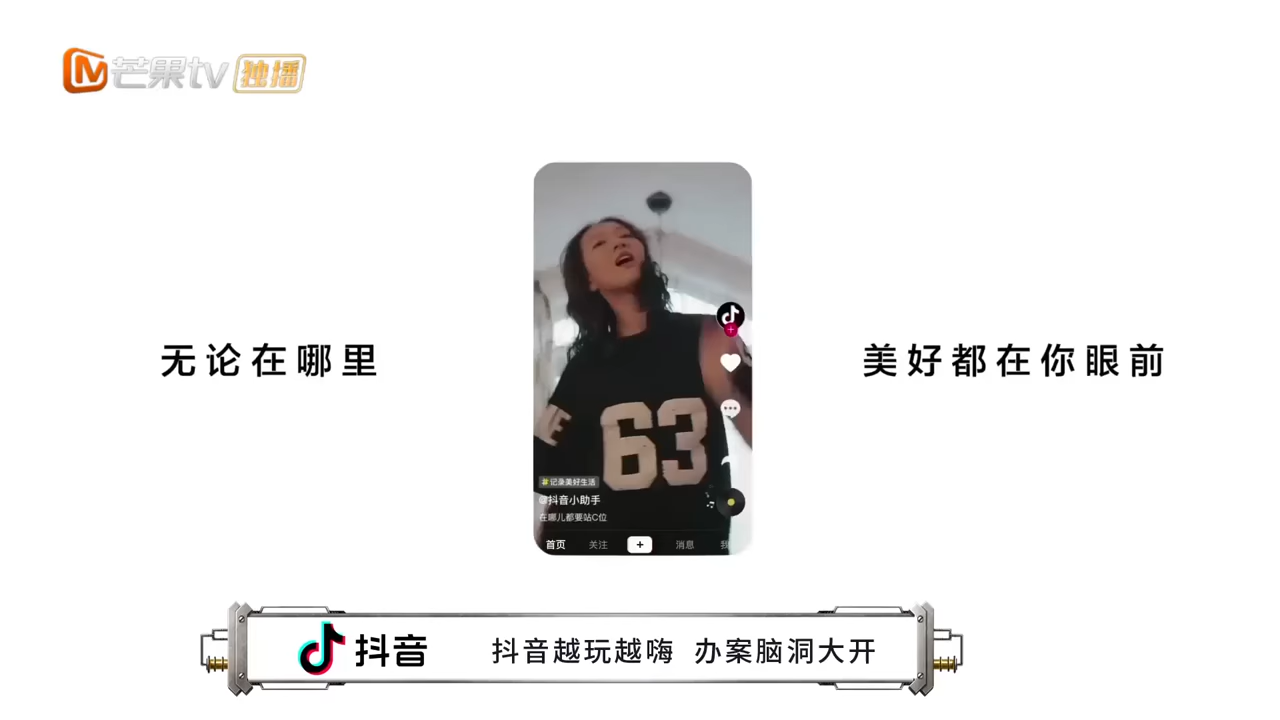 芒果tv 独播
无论在哪里
美好都在你眼前
63
#记录美好生活
@抖音小助手
在哪儿都要站C位
首页 关注 + 消息 我
抖音 抖音越玩越嗨 办案脑洞大开